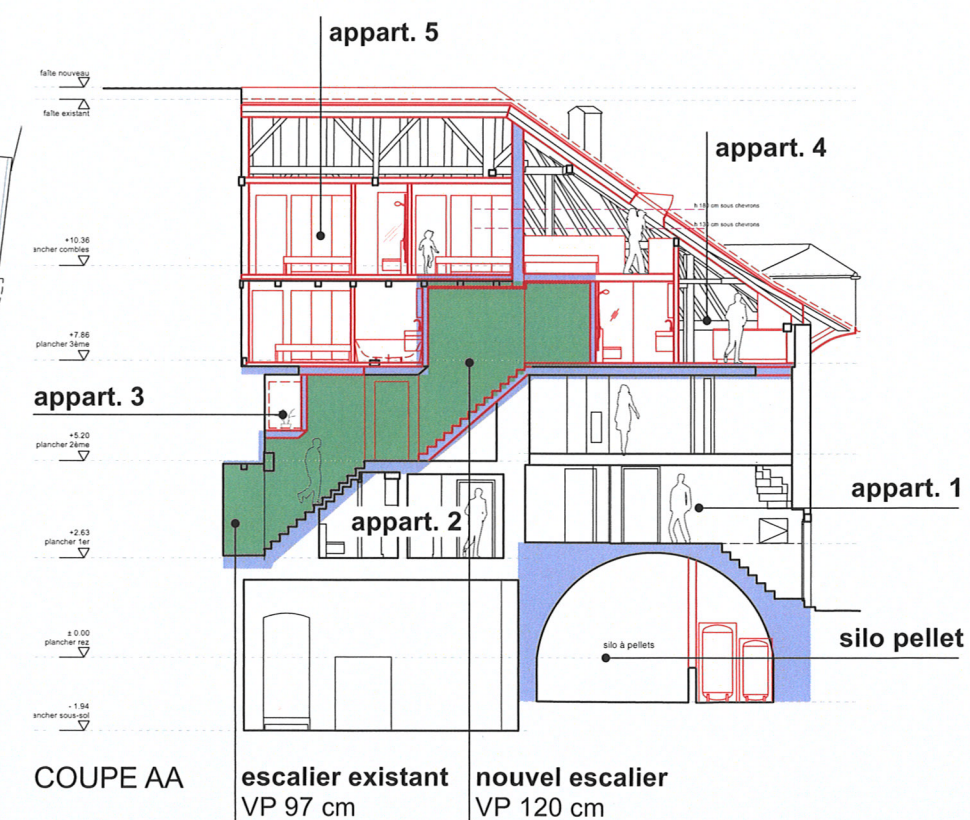 appart. 5
faîte nouveau
faîte existant
appart. 4
h 180 cm sous chevrons
h 130 cm sous chevrons
+10.36
ancher combles
+7.86
plancher 3ème
appart. 3
+5.20
plancher 2ème
appart. 1
appart. 2
+2.63
plancher 1er
± 0.00
plancher rez
silo à pellets
silo pellet
- 1.94
ancher sous-sol
COUPE AA
escalier existant
VP 97 cm
nouvel escalier
VP 120 cm